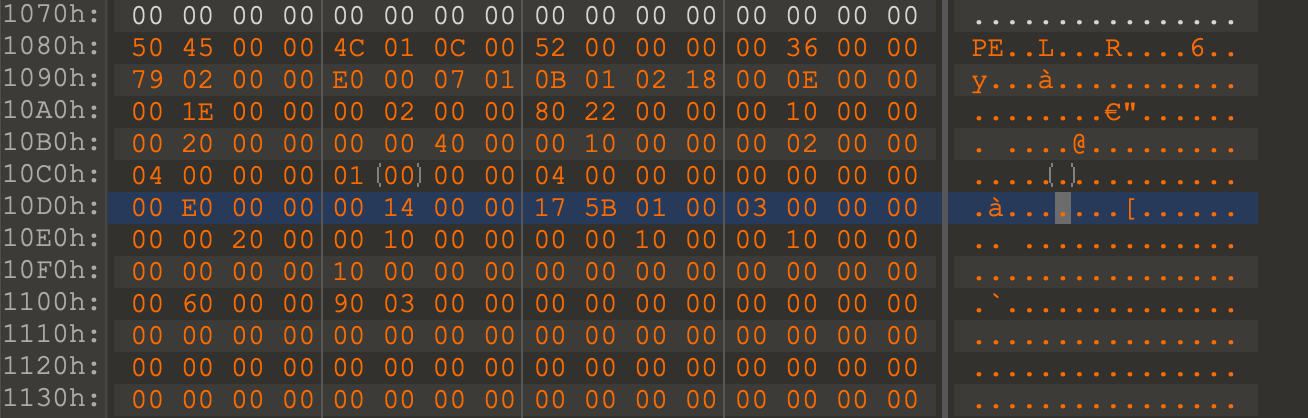 1070h: 00 00 00 00 00 00 00 00 00 00 00 00 00 00 00 00 ................
1080h: 50 45 00 00 4C 01 0C 00 52 00 00 00 00 36 00 00 PE..L...R....6..
1090h: 79 02 00 00 E0 00 07 01 0B 01 02 18 00 0E 00 00 y...à...........
10A0h: 00 1E 00 00 00 02 00 00 80 22 00 00 00 10 00 00 ........€"......
10B0h: 00 20 00 00 00 00 40 00 00 10 00 00 00 02 00 00 . ....@.........
10C0h: 04 00 00 00 01 (00) 00 00 04 00 00 00 00 00 00 00 .....(.)..........
10D0h: 00 E0 00 00 00 14 00 00 17 5B 01 00 03 00 00 00 .à.......[......
10E0h: 00 00 20 00 00 10 00 00 00 00 10 00 00 10 00 00 .. .............
10F0h: 00 00 00 00 10 00 00 00 00 00 00 00 00 00 00 00 ................
1100h: 00 60 00 00 90 03 00 00 00 00 00 00 00 00 00 00 .`..............
1110h: 00 00 00 00 00 00 00 00 00 00 00 00 00 00 00 00 ................
1120h: 00 00 00 00 00 00 00 00 00 00 00 00 00 00 00 00 ................
1130h: 00 00 00 00 00 00 00 00 00 00 00 00 00 00 00 00 ................